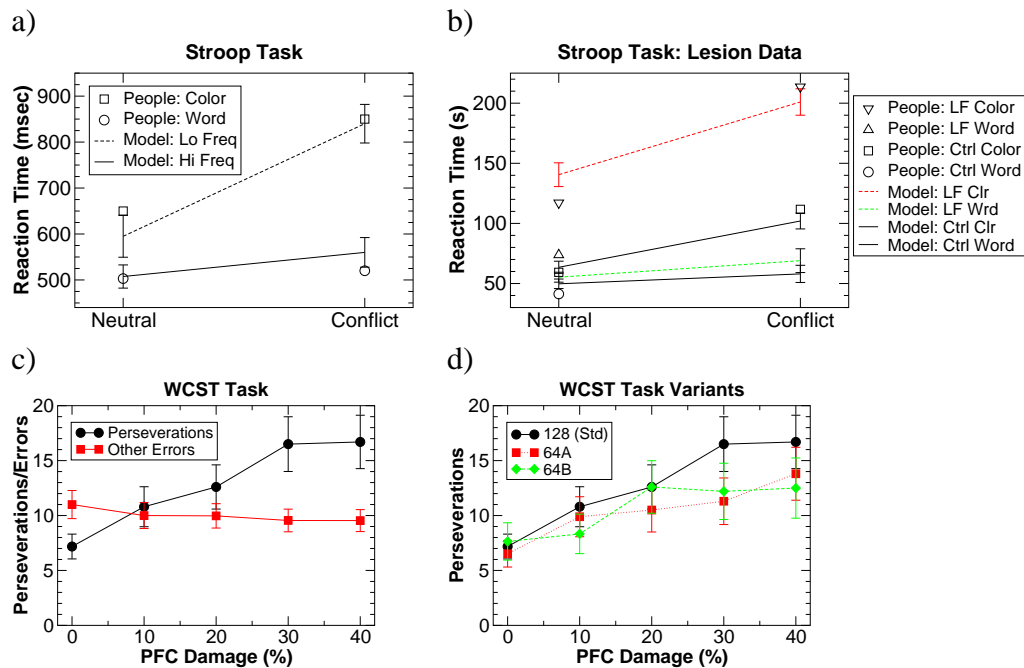 a)
Stroop Task
Reaction Time (msec)
900
800
700
600
500
People: Color
People: Word
Model: Lo Freq
Model: Hi Freq
Neutral
Conflict
b)
Stroop Task: Lesion Data
Reaction Time (s)
200
150
100
50
People: LF Color
People: LF Word
People: Ctrl Color
People: Ctrl Word
Model: LF Clr
Model: LF Wrd
Model: Ctrl Clr
Model: Ctrl Word
Neutral
Conflict
c)
WCST Task
Perseverations/Errors
20
15
10
5
0
Perseverations
Other Errors
0 10 20 30 40
PFC Damage (%)
d)
WCST Task Variants
Perseverations
20
15
10
5
0
128 (Std)
64A
64B
0 10 20 30 40
PFC Damage (%)